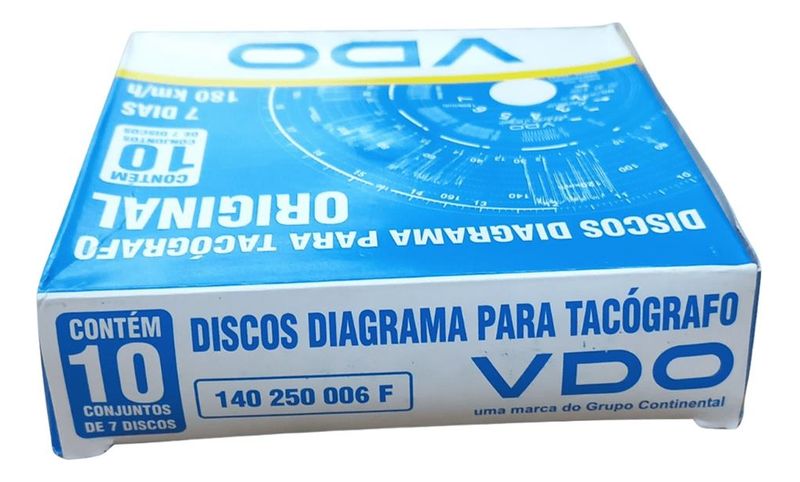 VDO
7 DIAS
180 km/h
CONTÉM
10
CONJUNTOS
DE 7 DISCOS
ORIGINAL
DISCOS DIAGRAMA PARA TACÓGRAFO
CONTÉM
10
CONJUNTOS
DE 7 DISCOS
DISCOS DIAGRAMA PARA TACÓGRAFO
140 250 006 F
VDO
uma marca do Grupo Continental